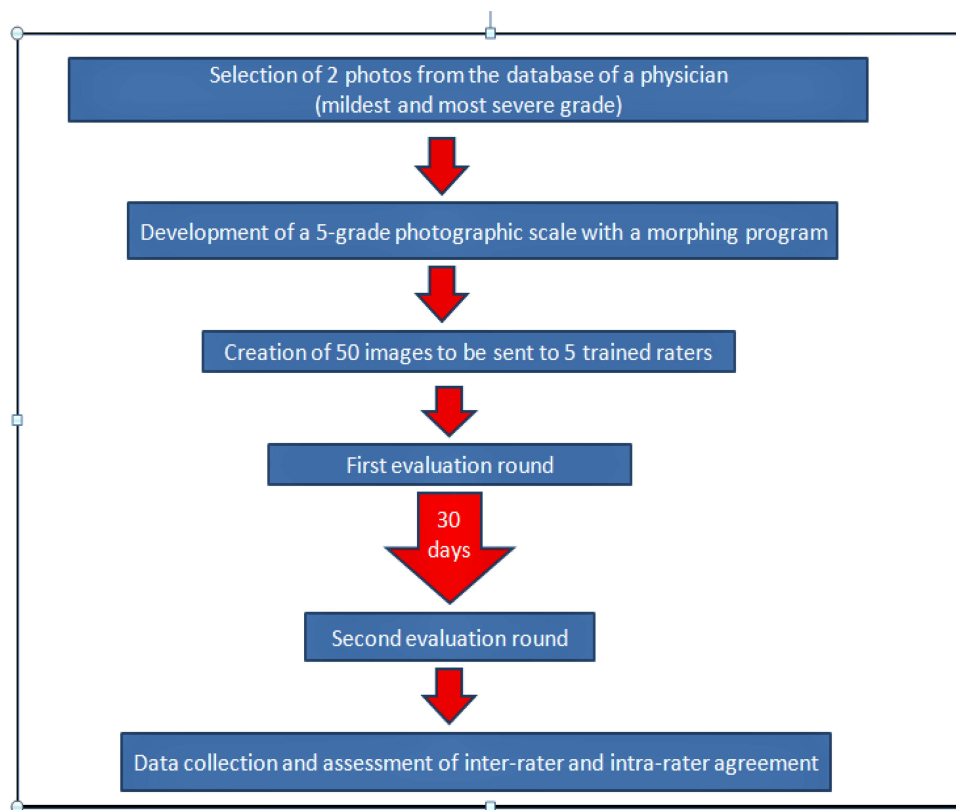 Selection of 2 photos from the database of a physician
(mildest and most severe grade)
Development of a 5-grade photographic scale with a morphing program
Creation of 50 images to be sent to 5 trained raters
First evaluation round
30
days
Second evaluation round
Data collection and assessment of inter-rater and intra-rater agreement